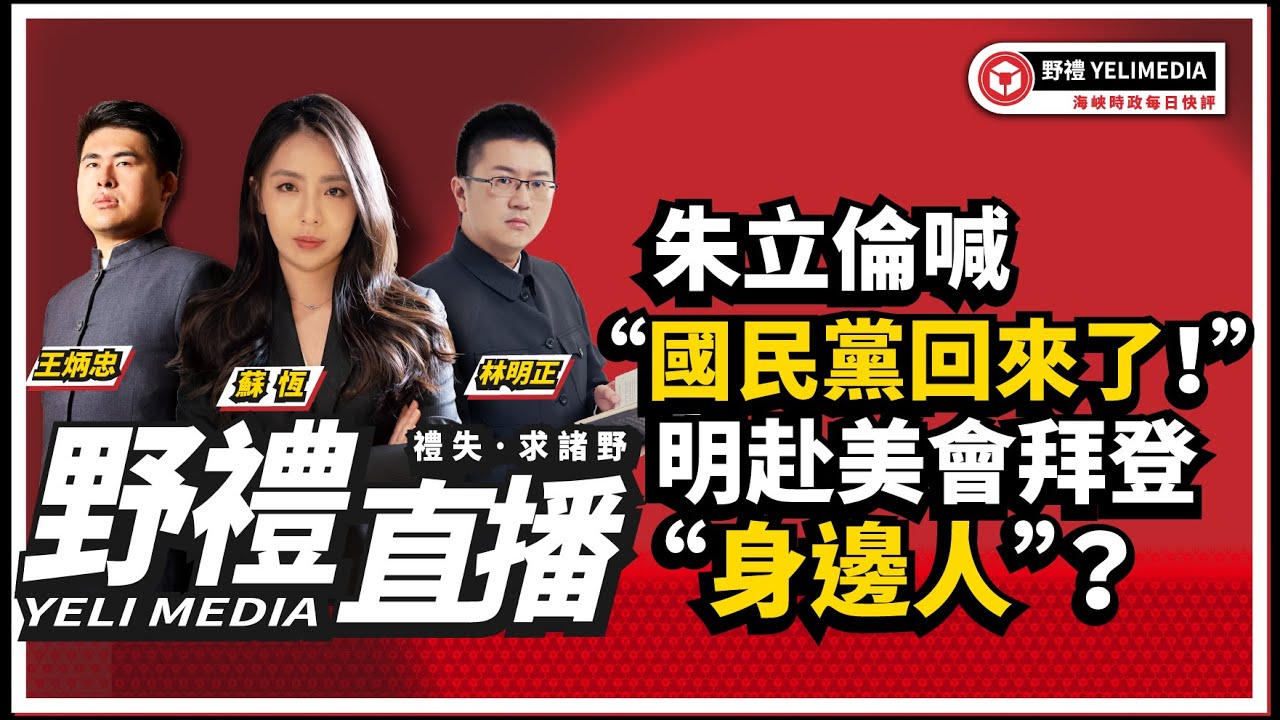 野禮 YELIMEDIA
海峽時政每日快評
朱立倫喊
“國民黨回來了！”
明赴美會拜登
“身邊人”？
王炳忠
蘇恆
林明正
禮失·求諸野
野禮直播
YELI MEDIA